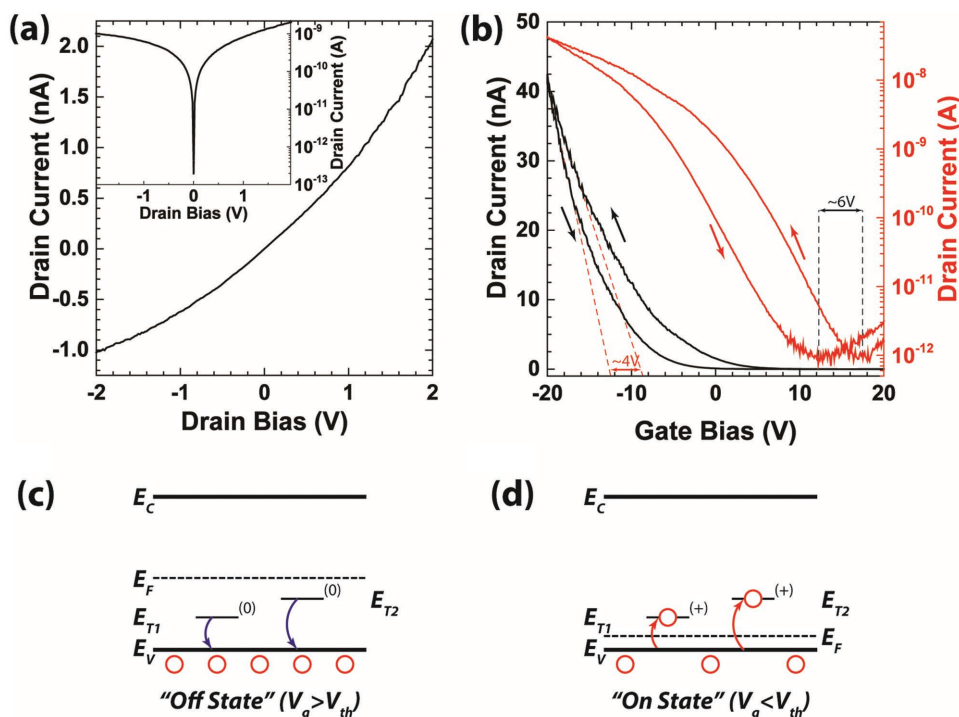 (a)
Drain Current (nA)
2.0
1.5
1.0
0.5
0.0
-0.5
-1.0
-2 -1 0 1 2
Drain Bias (V)
10⁻⁹
10⁻¹⁰
10⁻¹¹
10⁻¹²
10⁻¹³
Drain Current (A)
-1 0 1
Drain Bias (V)
(b)
Drain Current (nA)
50
40
30
20
10
0
-20 -10 0 10 20
Gate Bias (V)
~4V
~6V
10⁻⁸
10⁻⁹
10⁻¹⁰
10⁻¹¹
10⁻¹²
Drain Current (A)
(c)
E_C
E_F
(0) (0)
E_T1 E_T2
E_V
"Off State" (V_g>V_th)
(d)
E_C
(+) (+)
E_T1 E_T2
E_F
E_V
"On State" (V_g<V_th)